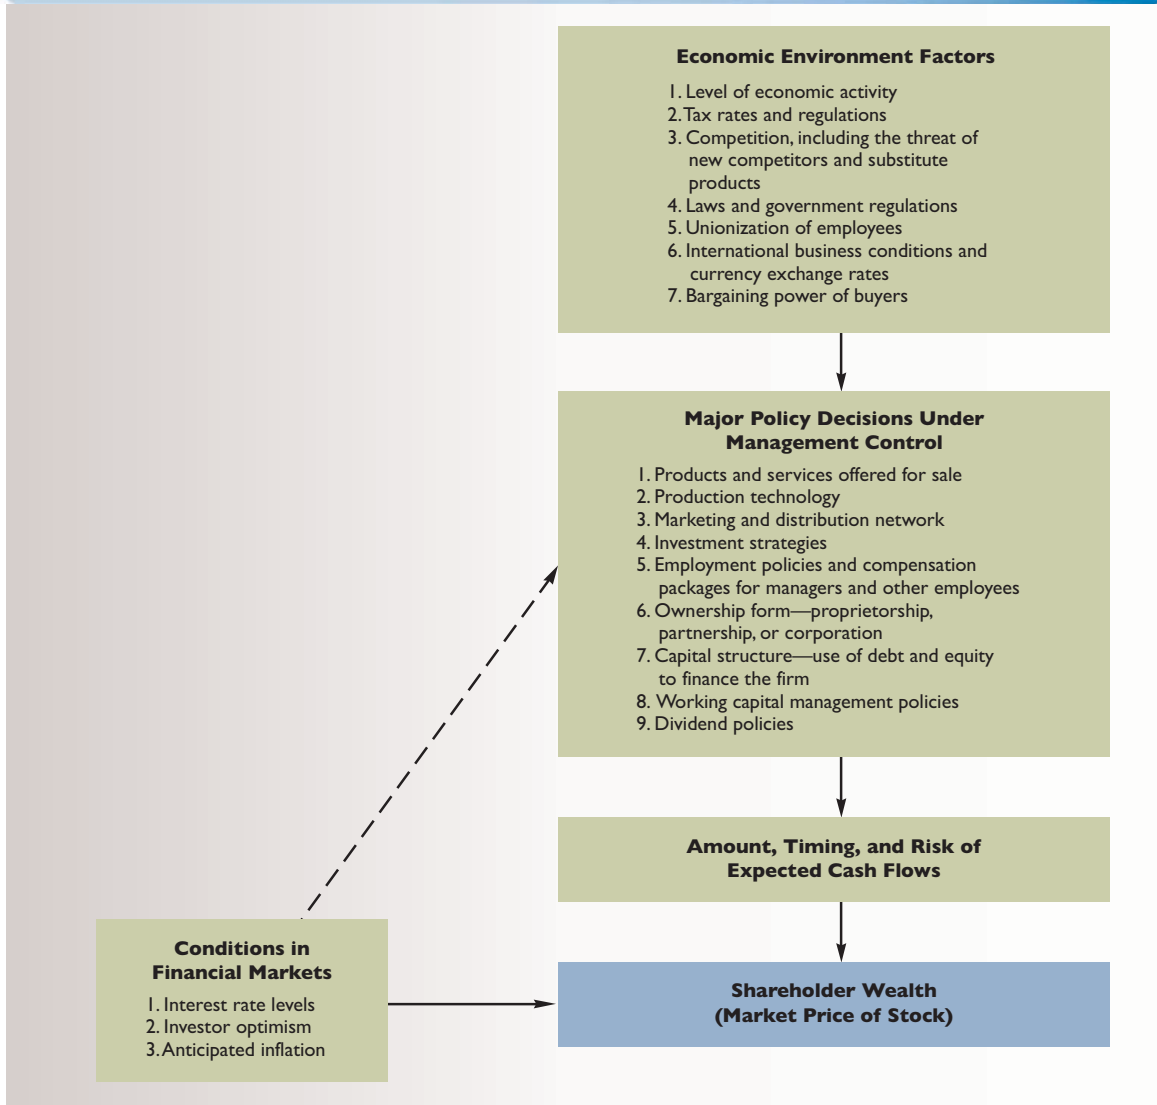 Economic Environment Factors
1. Level of economic activity
2. Tax rates and regulations
3. Competition, including the threat of
new competitors and substitute
products
4. Laws and government regulations
5. Unionization of employees
6. International business conditions and
currency exchange rates
7. Bargaining power of buyers
Major Policy Decisions Under
Management Control
1. Products and services offered for sale
2. Production technology
3. Marketing and distribution network
4. Investment strategies
5. Employment policies and compensation
packages for managers and other employees
6. Ownership form—proprietorship,
partnership, or corporation
7. Capital structure—use of debt and equity
to finance the firm
8. Working capital management policies
9. Dividend policies
Amount, Timing, and Risk of
Expected Cash Flows
Conditions in
Financial Markets
1. Interest rate levels
2. Investor optimism
3. Anticipated inflation
Shareholder Wealth
(Market Price of Stock)